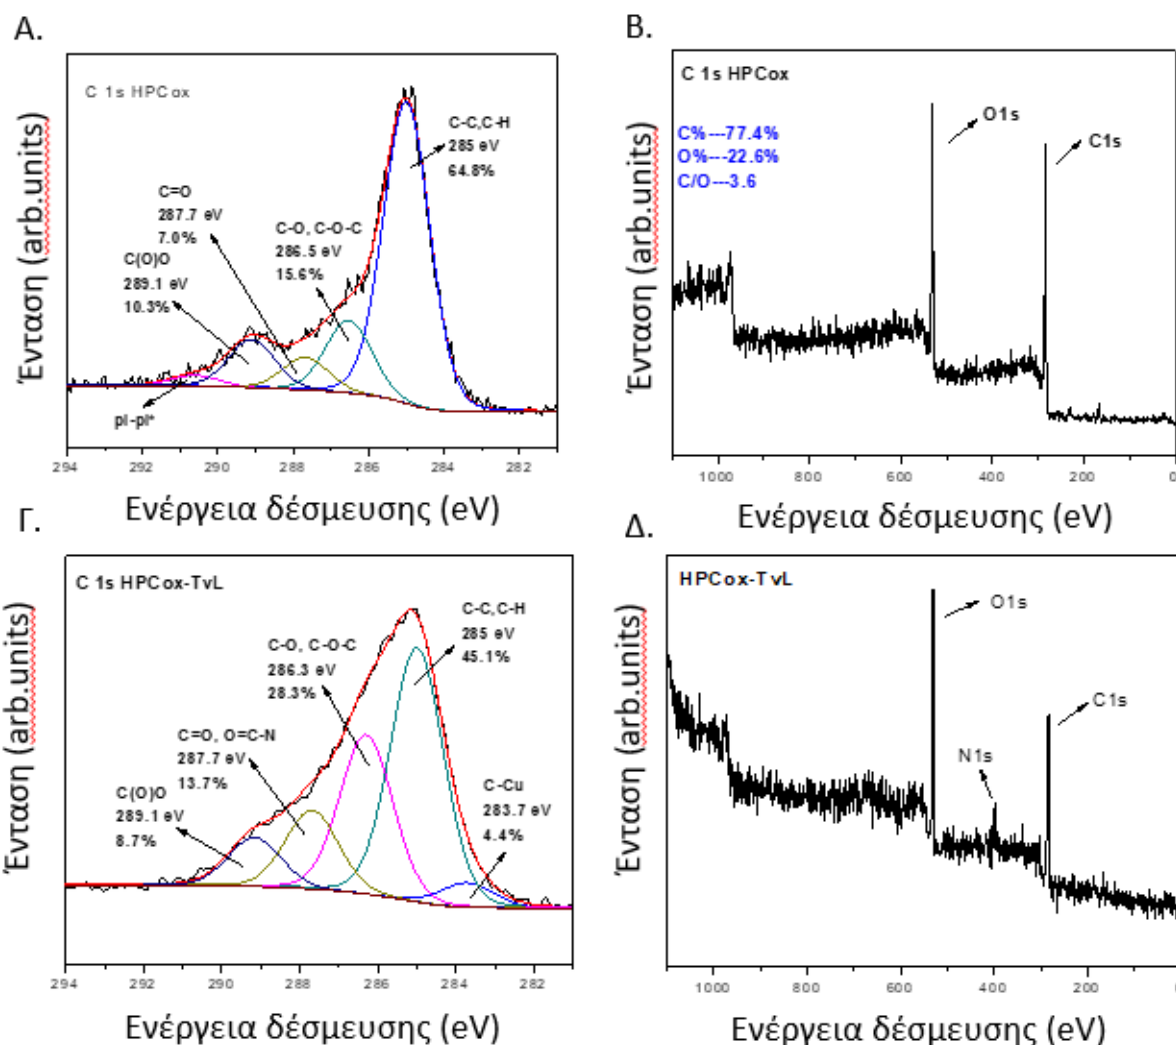 Α.
C 1s HPCox
C-C,C-H
285 eV
64.8%
C=O
287.7 eV
7.0%
C-O, C-O-C
286.5 eV
15.6%
C(O)O
289.1 eV
10.3%
pi-pi*
294 292 290 288 286 284 282
Ένταση (arb.units)
Ενέργεια δέσμευσης (eV)
Β.
C 1s HPCox
C%---77.4%
O%---22.6%
C/O---3.6
O1s
C1s
1000 800 600 400 200 0
Ένταση (arb.units)
Ενέργεια δέσμευσης (eV)
Γ.
C 1s HPCox-TvL
C-C,C-H
285 eV
45.1%
C-O, C-O-C
286.3 eV
28.3%
C=O, O=C-N
287.7 eV
13.7%
C(O)O
289.1 eV
8.7%
C-Cu
283.7 eV
4.4%
294 292 290 288 286 284 282
Ένταση (arb.units)
Ενέργεια δέσμευσης (eV)
Δ.
HPCox-TvL
O1s
C1s
N1s
1000 800 600 400 200 0
Ένταση (arb.units)
Ενέργεια δέσμευσης (eV)